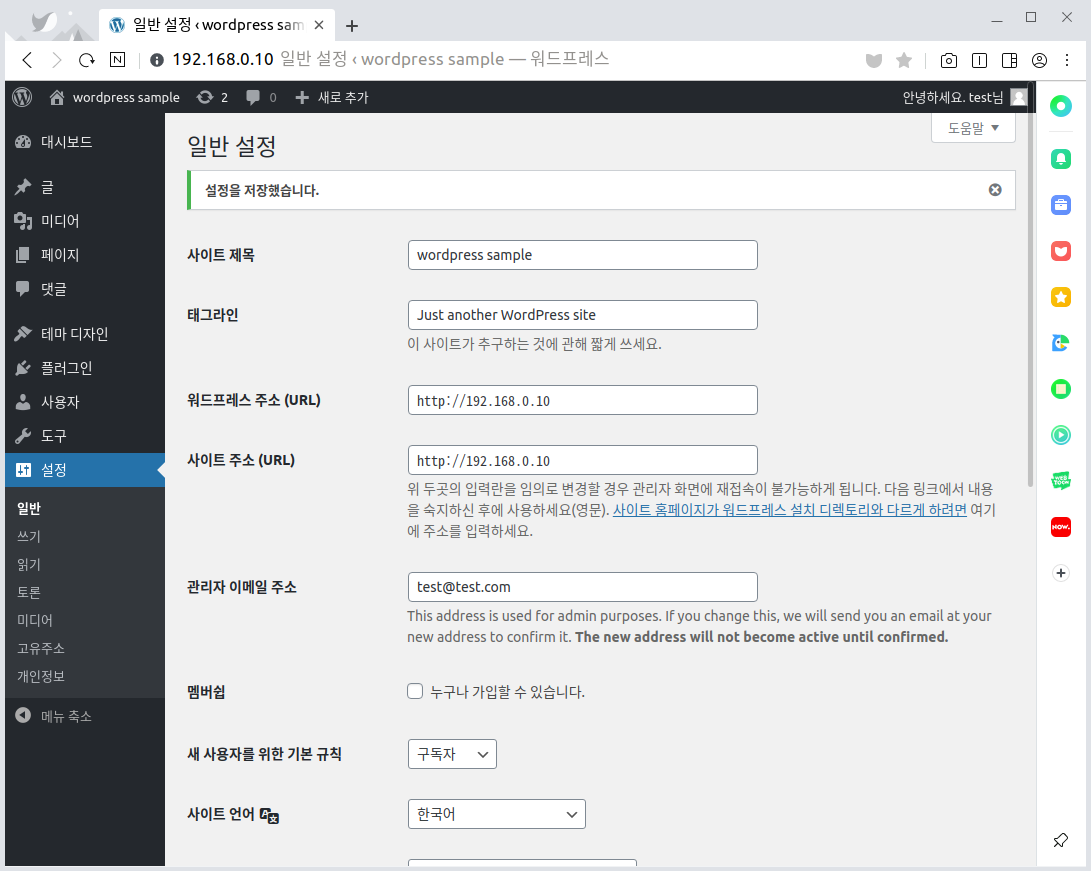 일반 설정 ‹ wordpress sam
192.168.0.10 일반 설정 ‹ wordpress sample — 워드프레스
wordpress sample 2 0 새로 추가 안녕하세요. test님
대시보드
글
미디어
페이지
댓글
테마 디자인
플러그인
사용자
도구
설정
일반
쓰기
읽기
토론
미디어
고유주소
개인정보
메뉴 축소
도움말
일반 설정
설정을 저장했습니다.
사이트 제목
wordpress sample
태그라인
Just another WordPress site
이 사이트가 추구하는 것에 관해 짧게 쓰세요.
워드프레스 주소 (URL)
http://192.168.0.10
사이트 주소 (URL)
http://192.168.0.10
위 두곳의 입력란을 임의로 변경할 경우 관리자 화면에 재접속이 불가능하게 됩니다. 다음 링크에서 내용
을 숙지하신 후에 사용하세요(영문). 사이트 홈페이지가 워드프레스 설치 디렉토리와 다르게 하려면 여기
에 주소를 입력하세요.
관리자 이메일 주소
test@test.com
This address is used for admin purposes. If you change this, we will send you an email at your
new address to confirm it. The new address will not become active until confirmed.
멤버쉽
누구나 가입할 수 있습니다.
새 사용자를 위한 기본 규칙
구독자
사이트 언어
한국어
N
WEB
TOON
NOW.